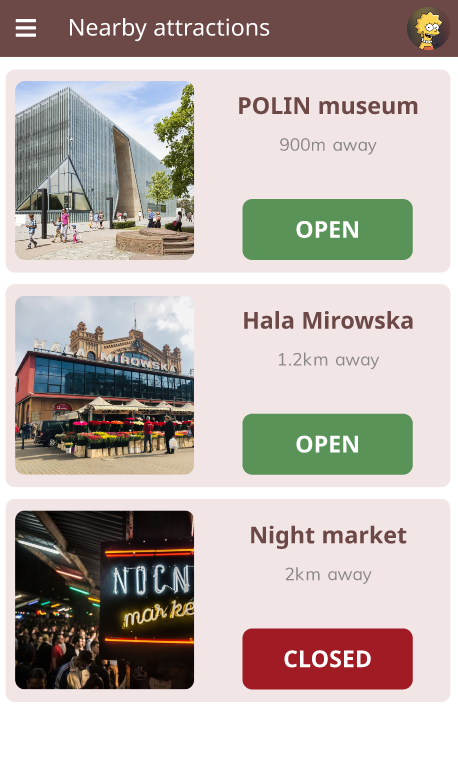 Nearby attractions
POLIN museum
900m away
OPEN
HALA MIROWSKA
Hala Mirowska
1.2km away
OPEN
NOCN
marke
Night market
2km away
CLOSED